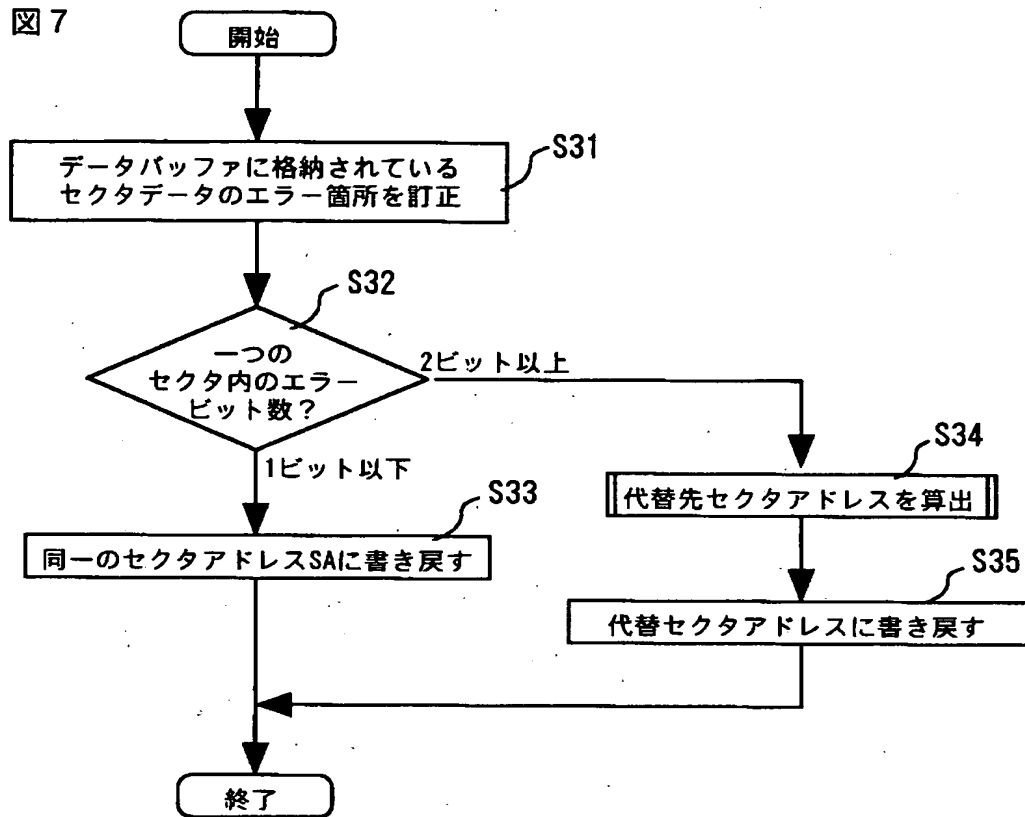 図7
開始
S31
データバッファに格納されている
セクタデータのエラー箇所を訂正
S32
一つの
セクタ内のエラー
ビット数？
2ビット以上
1ビット以下
S33
同一のセクタアドレスSAに書き戻す
S34
代替先セクタアドレスを算出
S35
代替セクタアドレスに書き戻す
終了